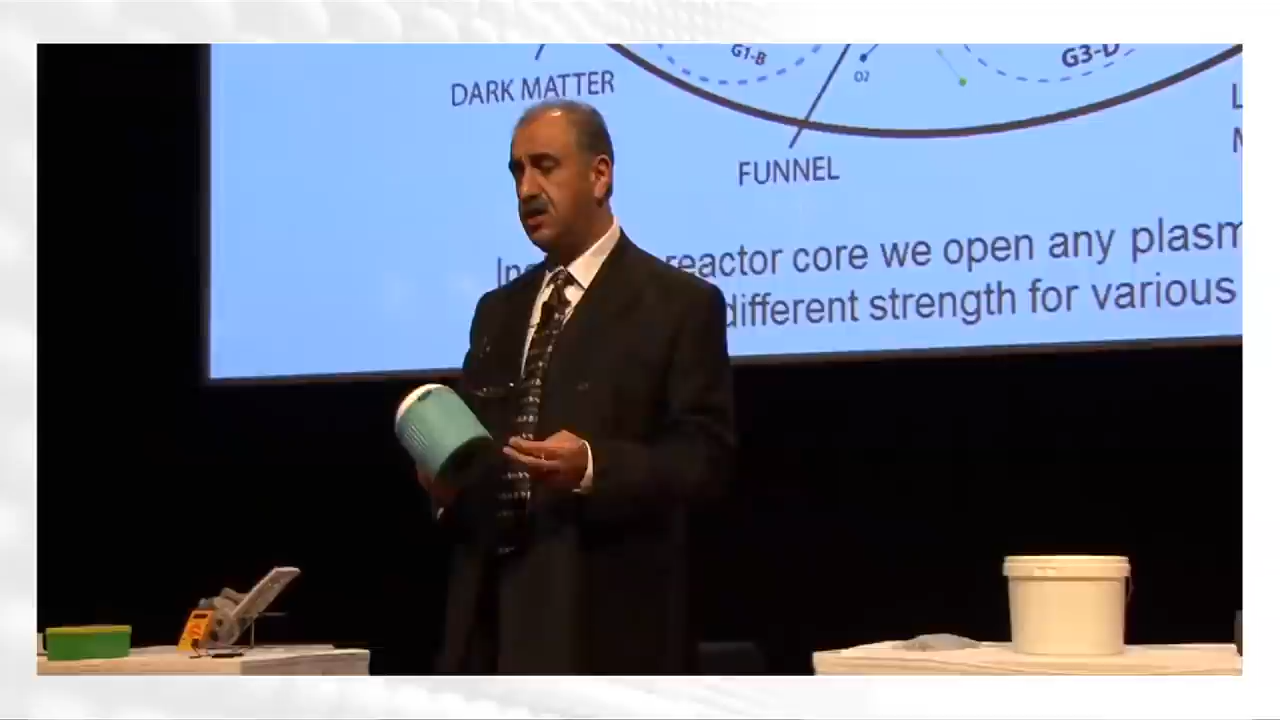 G1-B
O2
G3-D
DARK MATTER
FUNNEL
L
reactor core we open any plasm
different strength for various